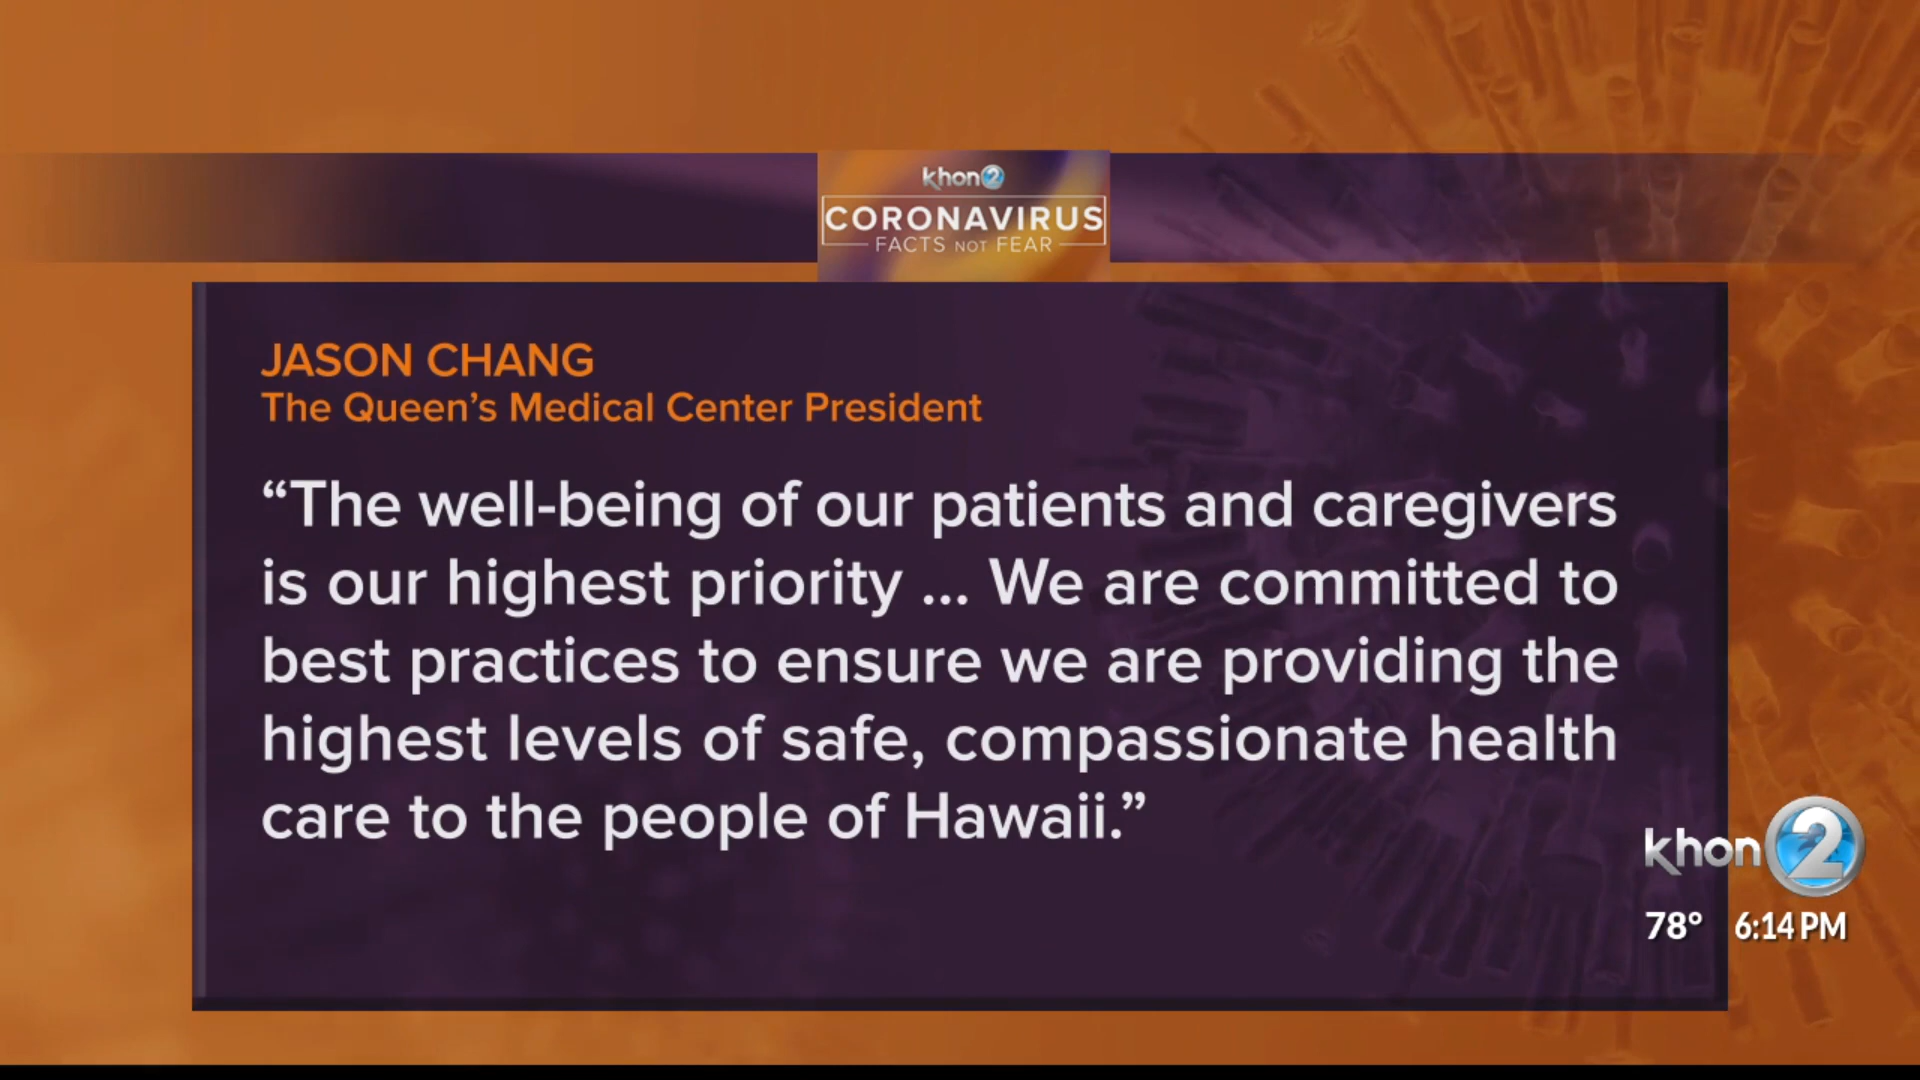 khon2
CORONAVIRUS
FACTS NOT FEAR
JASON CHANG
The Queen’s Medical Center President
“The well-being of our patients and caregivers
is our highest priority ... We are committed to
best practices to ensure we are providing the
highest levels of safe, compassionate health
care to the people of Hawaii.”
khon 2
78° 6:14 PM